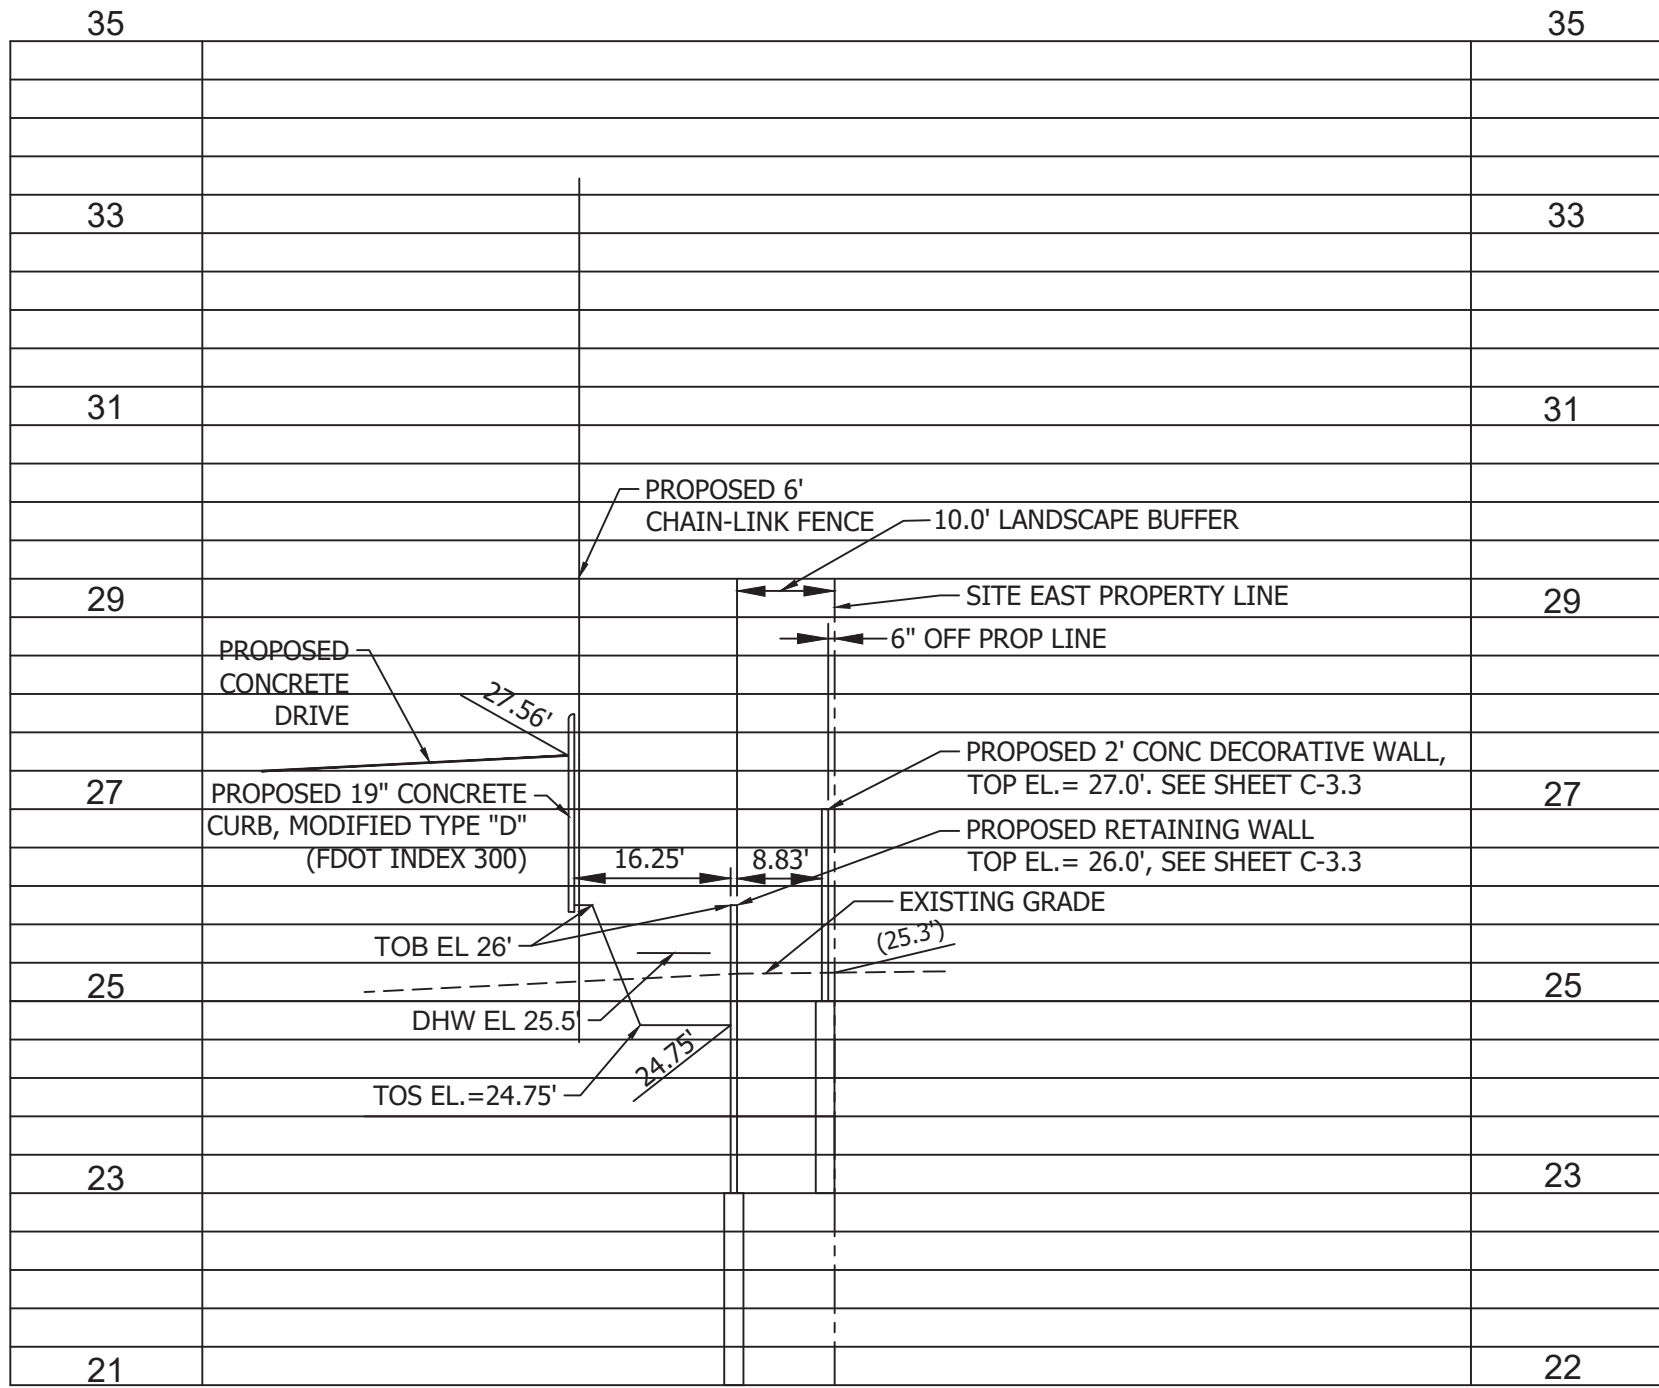 35
35
33
33
31
31
PROPOSED 6'
CHAIN-LINK FENCE
10.0' LANDSCAPE BUFFER
29
SITE EAST PROPERTY LINE
29
6" OFF PROP LINE
PROPOSED
CONCRETE
DRIVE
27.56'
PROPOSED 2' CONC DECORATIVE WALL,
TOP EL.= 27.0'. SEE SHEET C-3.3
27
27
PROPOSED 19" CONCRETE
CURB, MODIFIED TYPE "D"
(FDOT INDEX 300)
PROPOSED RETAINING WALL
TOP EL.= 26.0', SEE SHEET C-3.3
16.25'
8.83'
EXISTING GRADE
(25.3')
TOB EL 26'
25
25
DHW EL 25.5'
24.75'
TOS EL.=24.75'
23
23
21
22